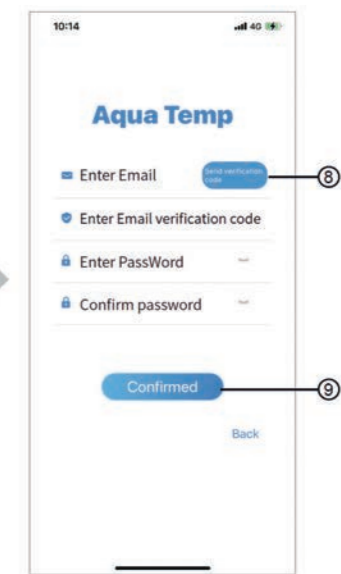 10:14 4G
Aqua Temp
Enter Email Send verification
code ⑧
Enter Email verification code
Enter PassWord
Confirm password
Confirmed ⑨
Back